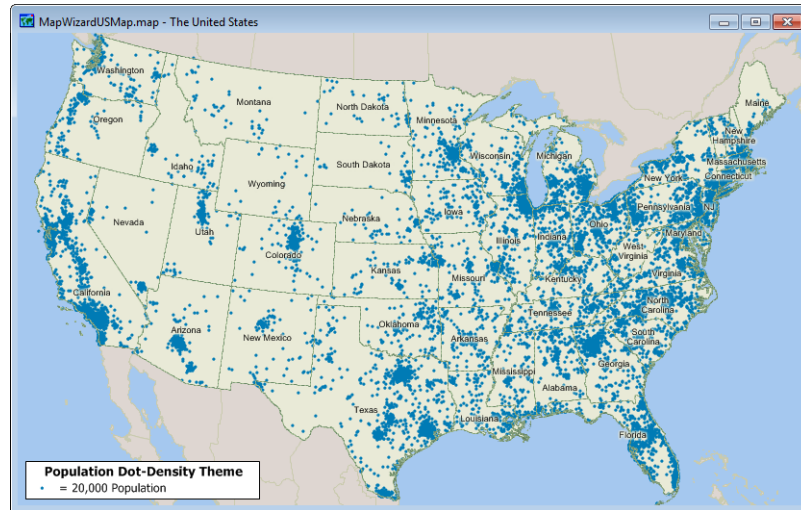 MapWizardUSMap.map - The United States
Washington
Montana
North Dakota
Minnesota
Maine
Oregon
Idaho
Wyoming
South Dakota
Wisconsin
Michigan
New
Hampshire
New York
Massachusetts
Connecticut
Nevada
Utah
Colorado
Nebraska
Iowa
Illinois
Indiana
Ohio
Pennsylvania
NJ
Maryland
West
Virginia
Virginia
California
Kansas
Missouri
Kentucky
Arizona
New Mexico
Oklahoma
Arkansas
Tennessee
North
Carolina
South
Carolina
Texas
Louisiana
Mississippi
Alabama
Georgia
Florida
Population Dot-Density Theme
= 20,000 Population